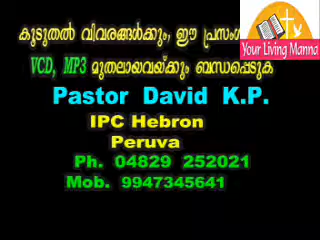 കൂടുതൽ വിവരങ്ങൾക്കും, ഈ
Your Living Manna
VCD, MP3 മുതലായവയ്ക്കും ബന്ധപ്പെടുക
Pastor David K.P.
IPC Hebron
Peruva
Ph. 04829 252021
Mob. 9947345641